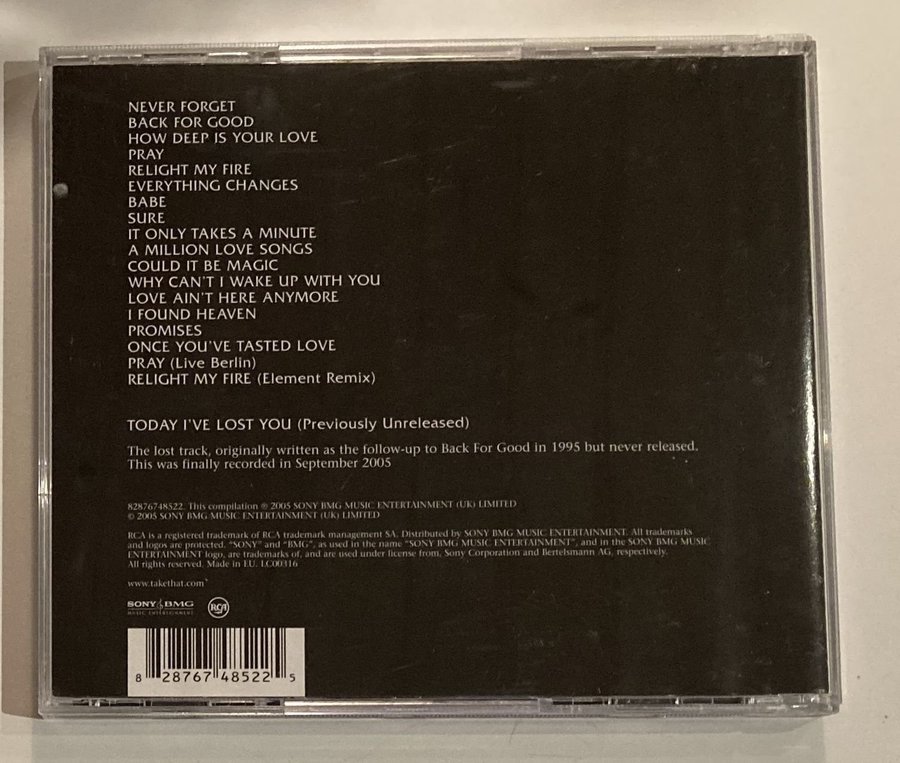 NEVER FORGET
BACK FOR GOOD
HOW DEEP IS YOUR LOVE
PRAY
RELIGHT MY FIRE
EVERYTHING CHANGES
BABE
SURE
IT ONLY TAKES A MINUTE
A MILLION LOVE SONGS
COULD IT BE MAGIC
WHY CAN'T I WAKE UP WITH YOU
LOVE AIN'T HERE ANYMORE
I FOUND HEAVEN
PROMISES
ONCE YOU'VE TASTED LOVE
PRAY (Live Berlin)
RELIGHT MY FIRE (Element Remix)
TODAY I'VE LOST YOU (Previously Unreleased)
The lost track, originally written as the follow-up to Back For Good in 1995 but never released.
This was finally recorded in September 2005
82876748522. This compilation ℗ 2005 SONY BMG MUSIC ENTERTAINMENT (UK) LIMITED
© 2005 SONY BMG MUSIC ENTERTAINMENT (UK) LIMITED
RCA is a registered trademark of RCA trademark management SA. Distributed by SONY BMG MUSIC ENTERTAINMENT. All trademarks
and logos are protected. "SONY" and "BMG", as used in the name "SONY BMG MUSIC ENTERTAINMENT", and in the SONY BMG MUSIC
ENTERTAINMENT logo, are trademarks of, and are used under license from, Sony Corporation and Bertelsmann AG, respectively.
All rights reserved. Made in EU. LC00316
www.takethat.com
SONY BMG
MUSIC ENTERTAINMENT
RCA
8 28767 48522 5